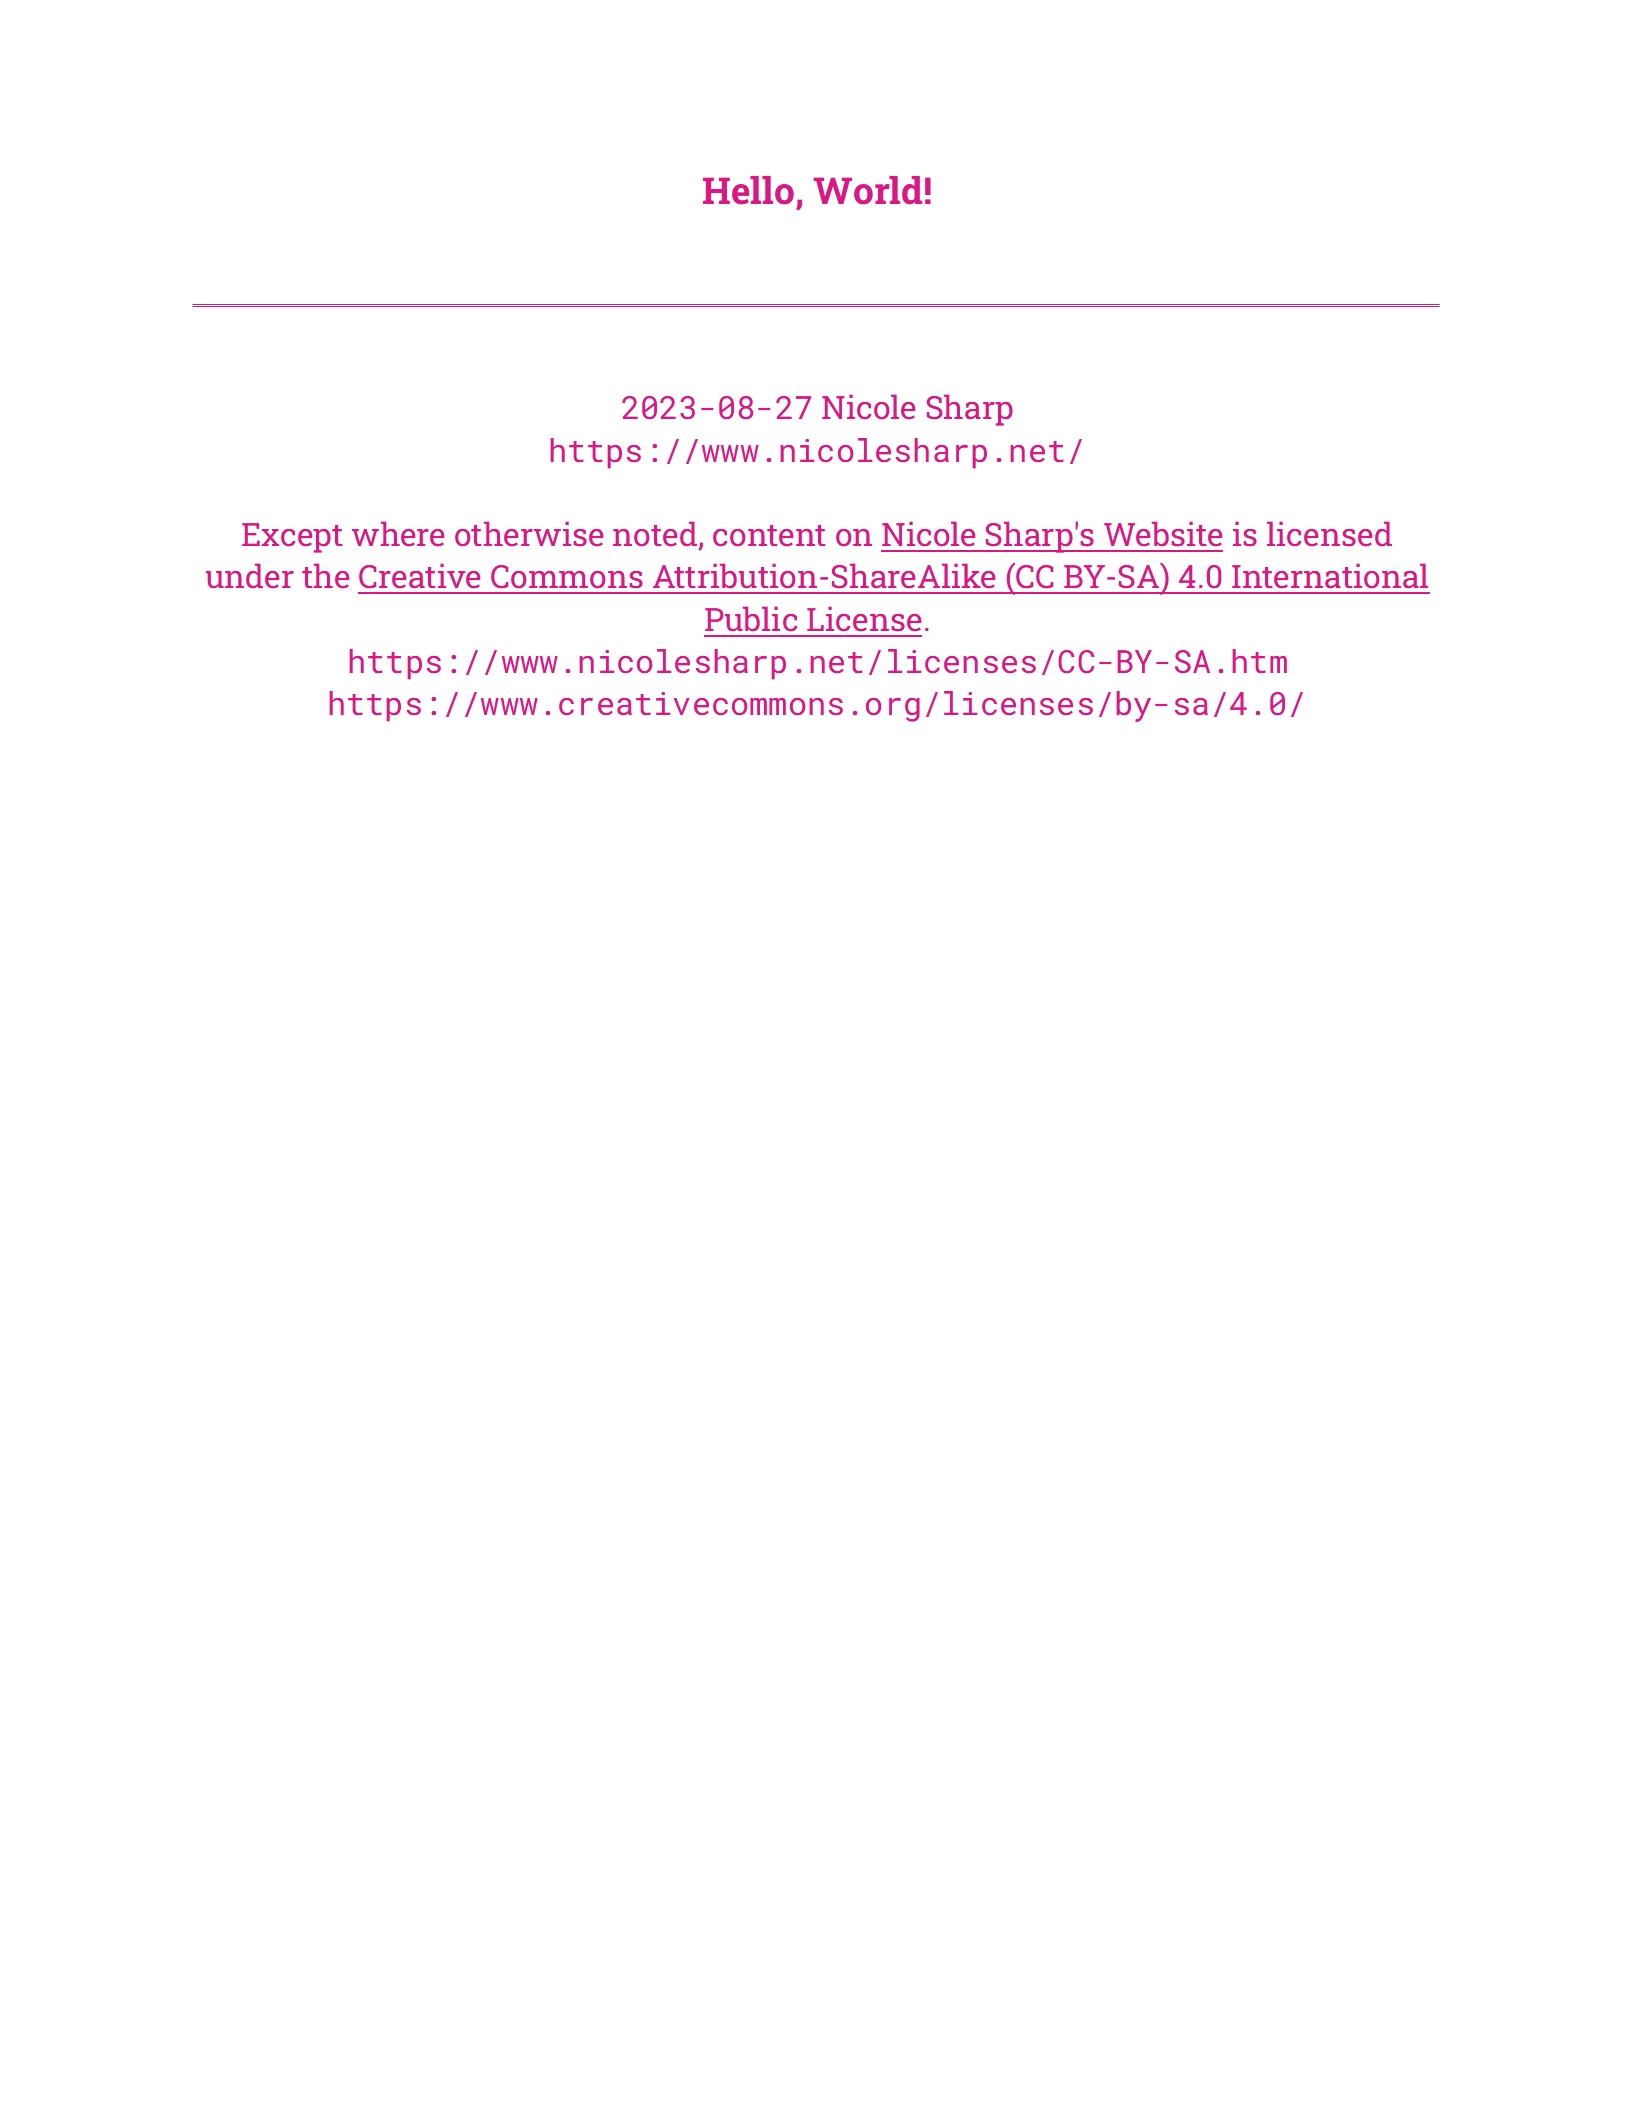 Hello, World!
2023-08-27 Nicole Sharp
https://www.nicolesharp.net/
Except where otherwise noted, content on Nicole Sharp's Website is licensed
under the Creative Commons Attribution-ShareAlike (CC BY-SA) 4.0 International
Public License.
https://www.nicolesharp.net/licenses/CC-BY-SA.htm
https://www.creativecommons.org/licenses/by-sa/4.0/